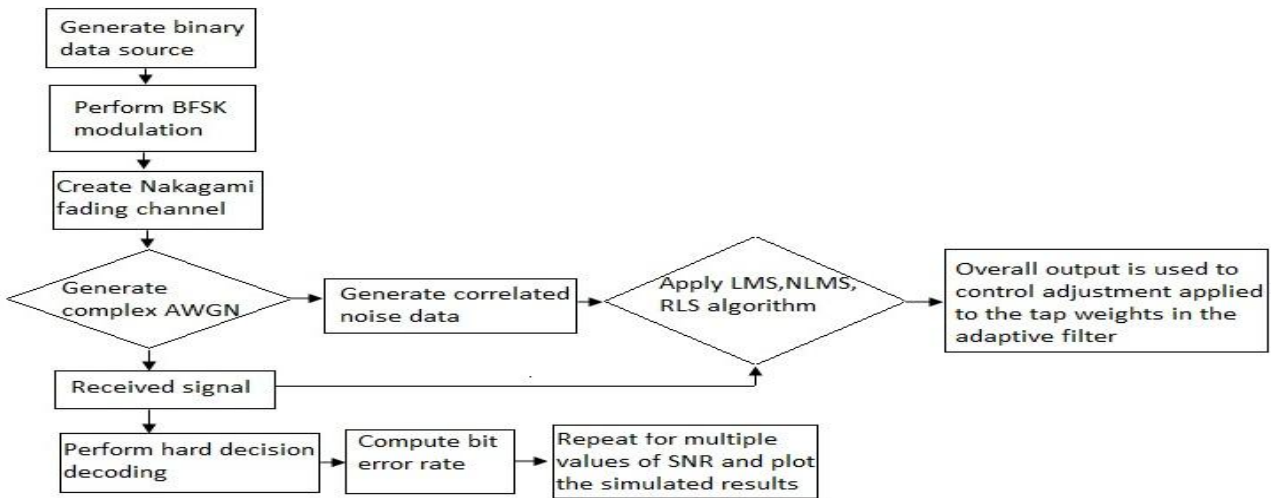 Generate binary
data source
Perform BFSK
modulation
Create Nakagami
fading channel
Generate
complex AWGN
Generate correlated
noise data
Apply LMS,NLMS,
RLS algorithm
Overall output is used to
control adjustment applied
to the tap weights in the
adaptive filter
Received signal
Perform hard decision
decoding
Compute bit
error rate
Repeat for multiple
values of SNR and plot
the simulated results